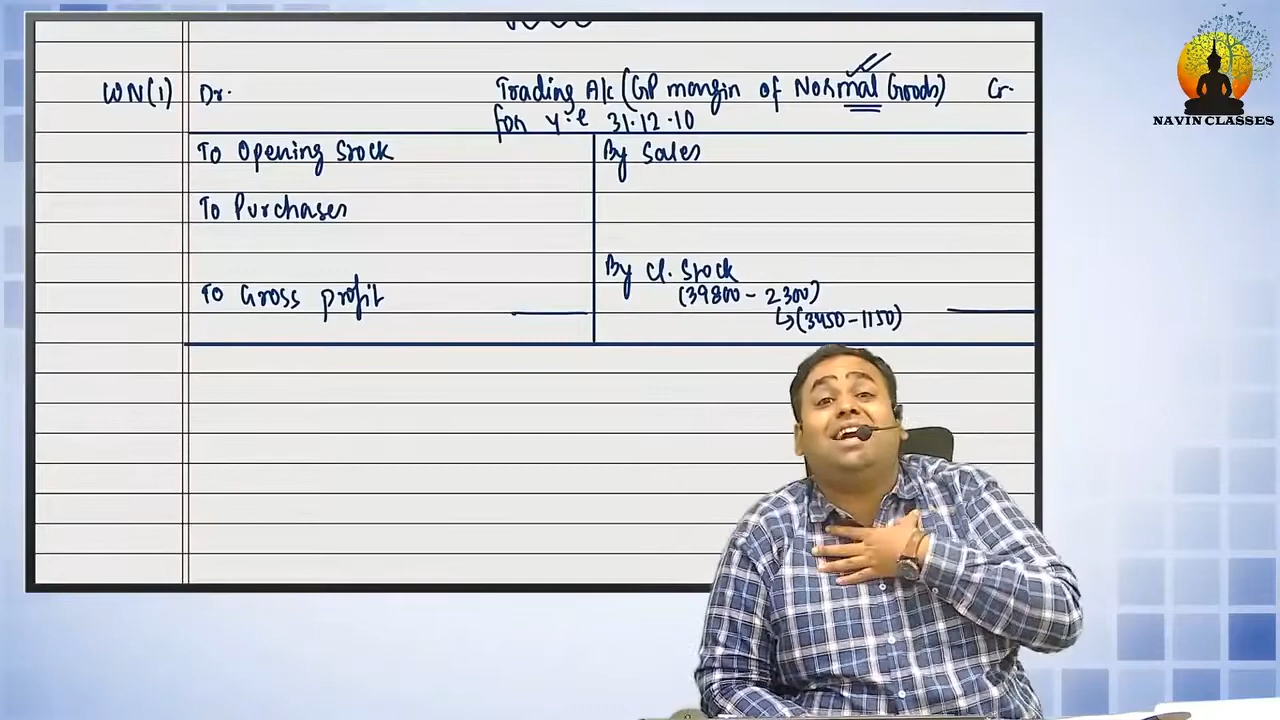 WN(1) Dr. Trading A/c (GP margin of Normal Goods) Cr.
for y.e 31.12.10
To Opening Stock By Sales
To Purchases
By Cl. Stock
To Gross profit (39800 - 2300)
(3450 - 1150)
NAVIN CLASSES